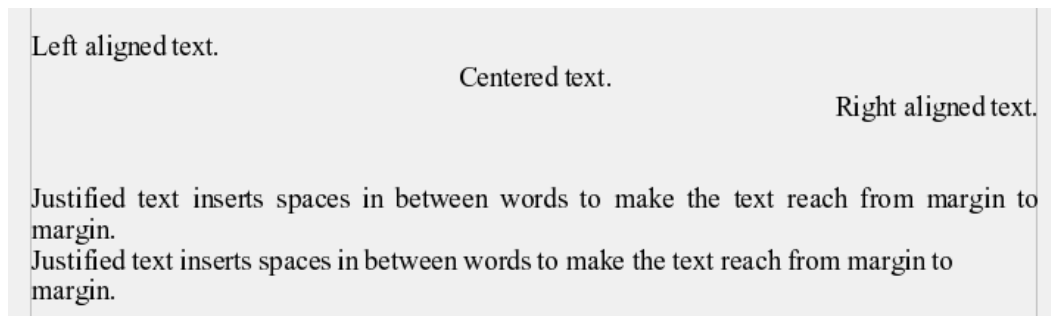 Left aligned text.
Centered text.
Right aligned text.
Justified text inserts spaces in between words to make the text reach from margin to
margin.
Justified text inserts spaces in between words to make the text reach from margin to
margin.